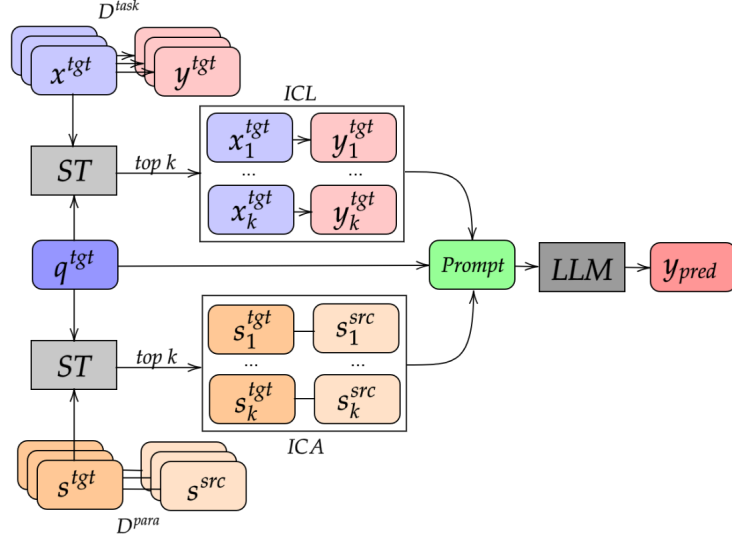 D^task
x^tgt y^tgt
ICL
x_1^tgt y_1^tgt
ST top k
... ...
x_k^tgt y_k^tgt
q^tgt Prompt LLM y_pred
s_1^tgt s_1^src
ST top k
... ...
s_k^tgt s_k^src
ICA
s^tgt s^src
D^para